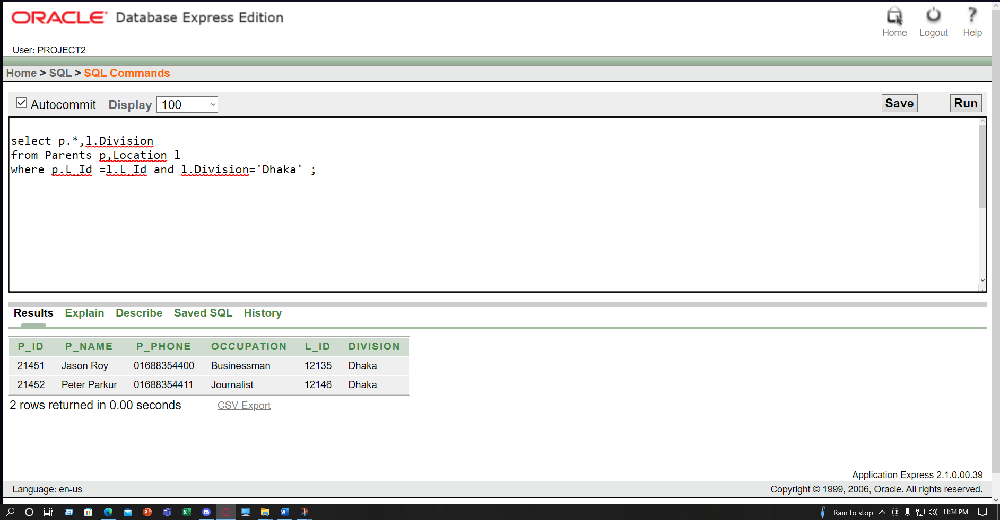 ORACLE Database Express Edition
Home Logout Help
User: PROJECT2
Home > SQL > SQL Commands
Autocommit Display 100 Save Run
select p.*,l.Division
from Parents p,Location l
where p.L_Id =l.L_Id and l.Division='Dhaka' ;
Results Explain Describe Saved SQL History
P_ID P_NAME P_PHONE OCCUPATION L_ID DIVISION
21451 Jason Roy 01688354400 Businessman 12135 Dhaka
21452 Peter Parkur 01688354411 Journalist 12146 Dhaka
2 rows returned in 0.00 seconds CSV Export
Application Express 2.1.0.00.39
Language: en-us Copyright © 1999, 2006, Oracle. All rights reserved.
Rain to stop 11:34 PM